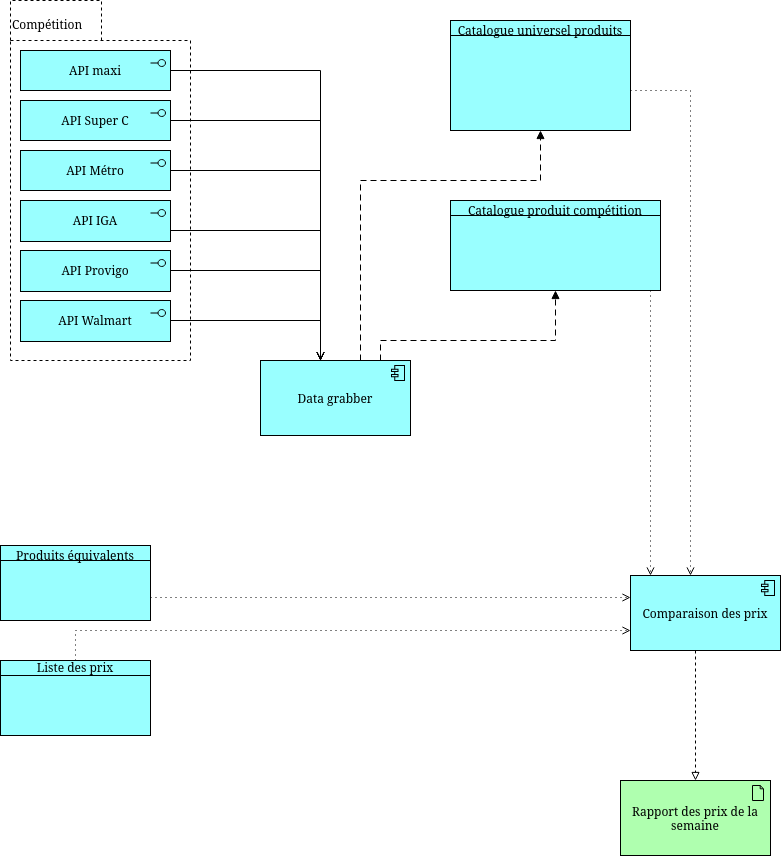 Compétition
API maxi
API Super C
API Métro
API IGA
API Provigo
API Walmart
Catalogue universel produits
Catalogue produit compétition
Data grabber
Produits équivalents
Liste des prix
Comparaison des prix
Rapport des prix de la
semaine